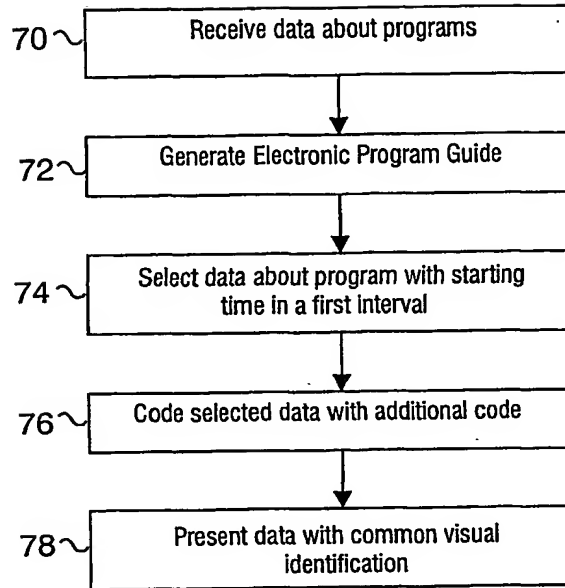 70 Receive data about programs
72 Generate Electronic Program Guide
74 Select data about program with starting
time in a first interval
76 Code selected data with additional code
78 Present data with common visual
identification